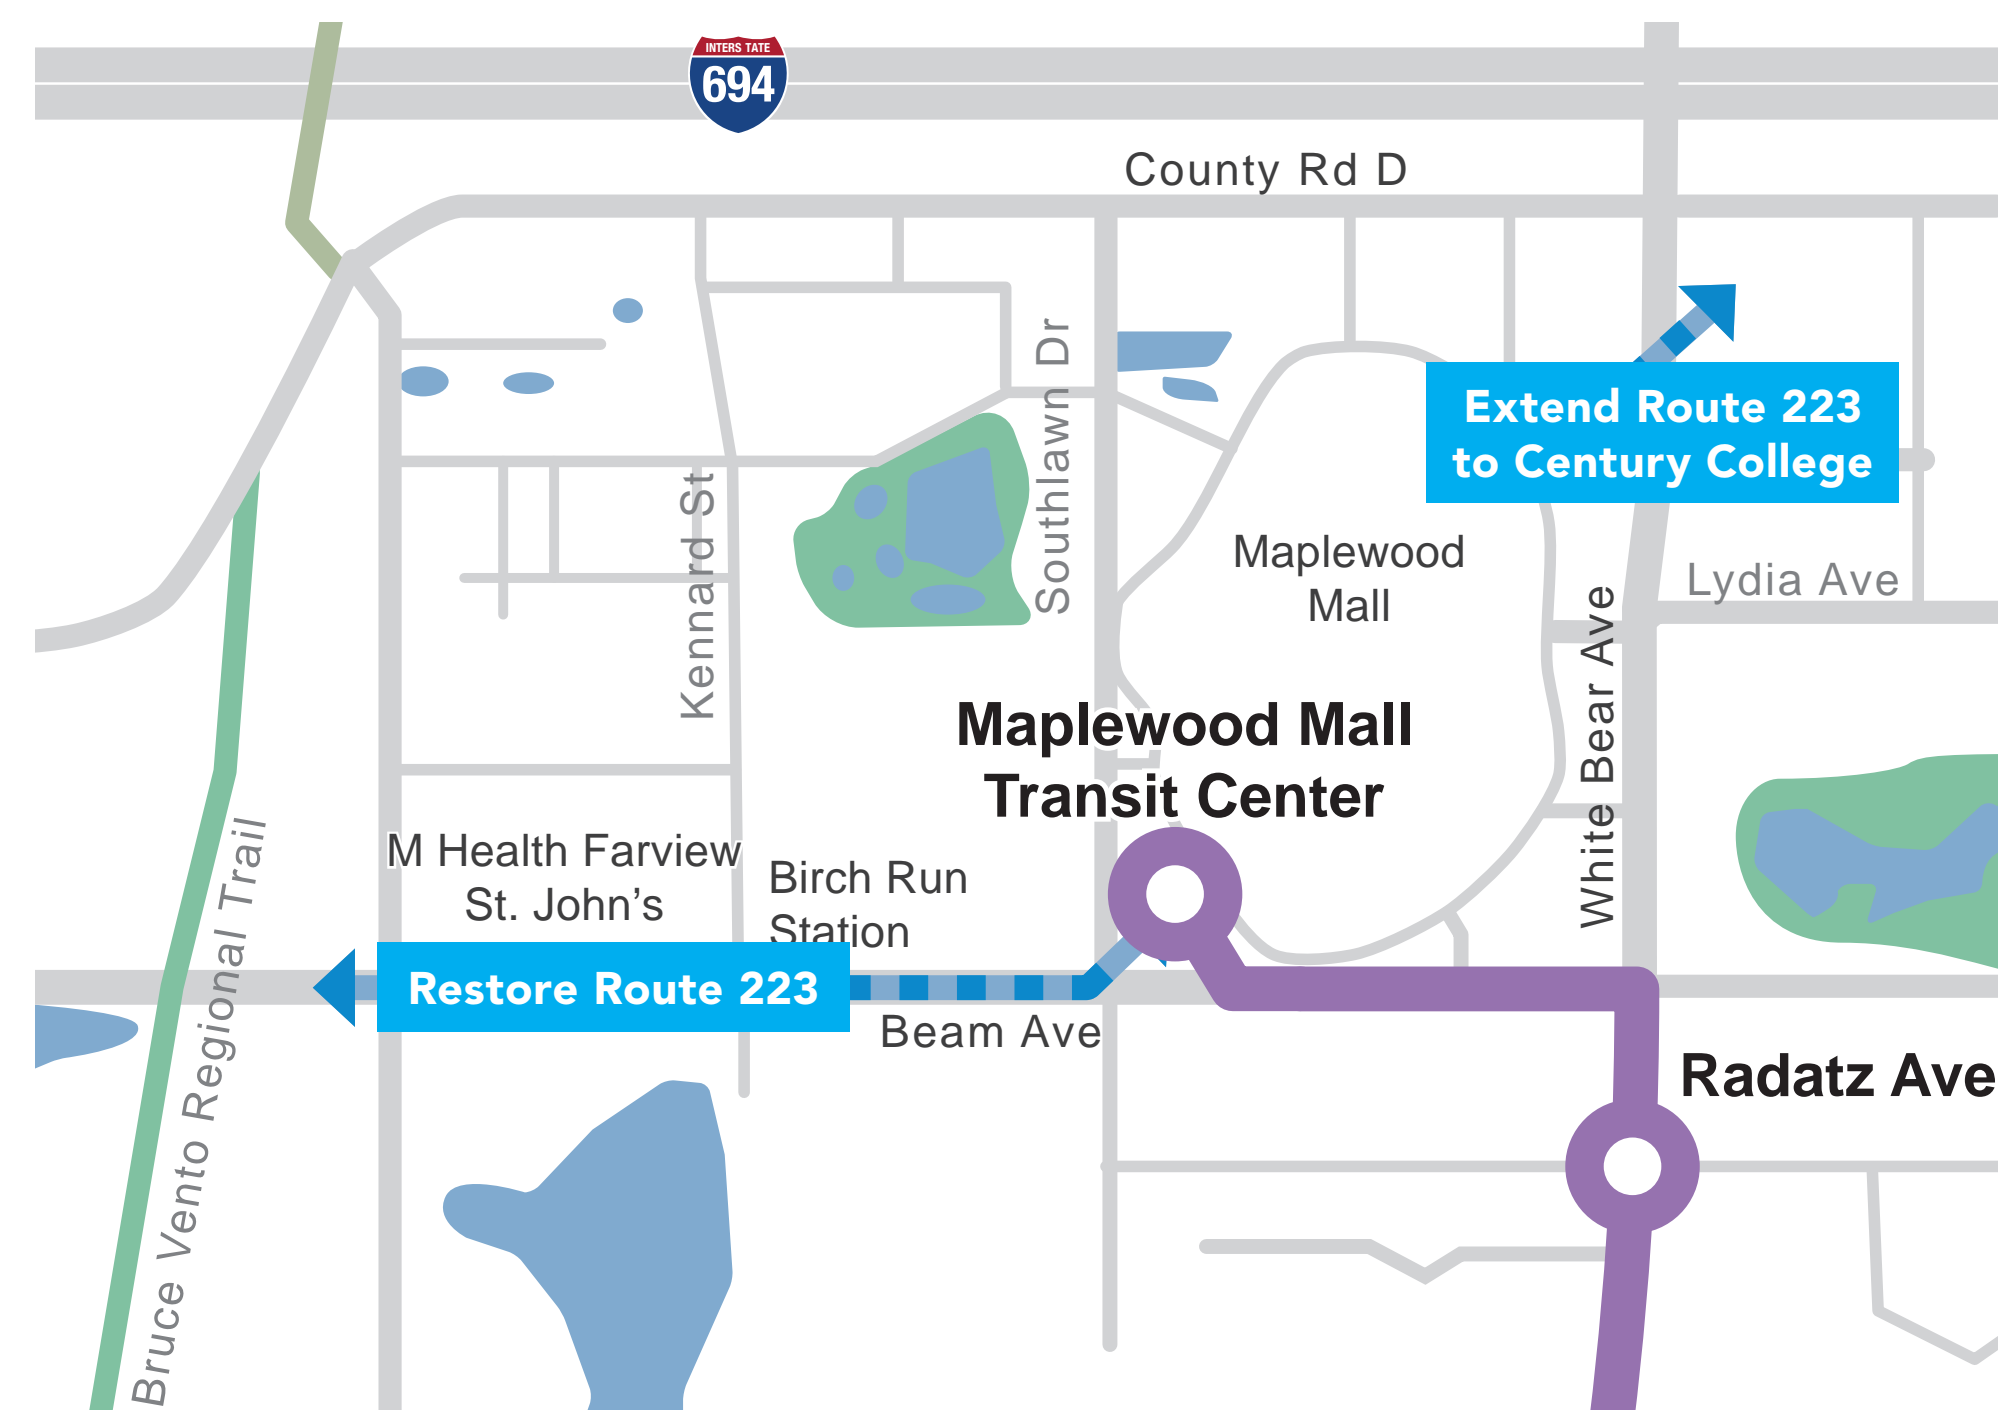 INTERS TATE
694
County Rd D
Southlawn Dr
Extend Route 223
to Century College
Kennard St
Maplewood
Mall
Lydia Ave
White Bear Ave
Maplewood Mall
Transit Center
M Health Farview
St. John's
Birch Run
Station
Bruce Vento Regional Trail
Restore Route 223
Beam Ave
Radatz Ave